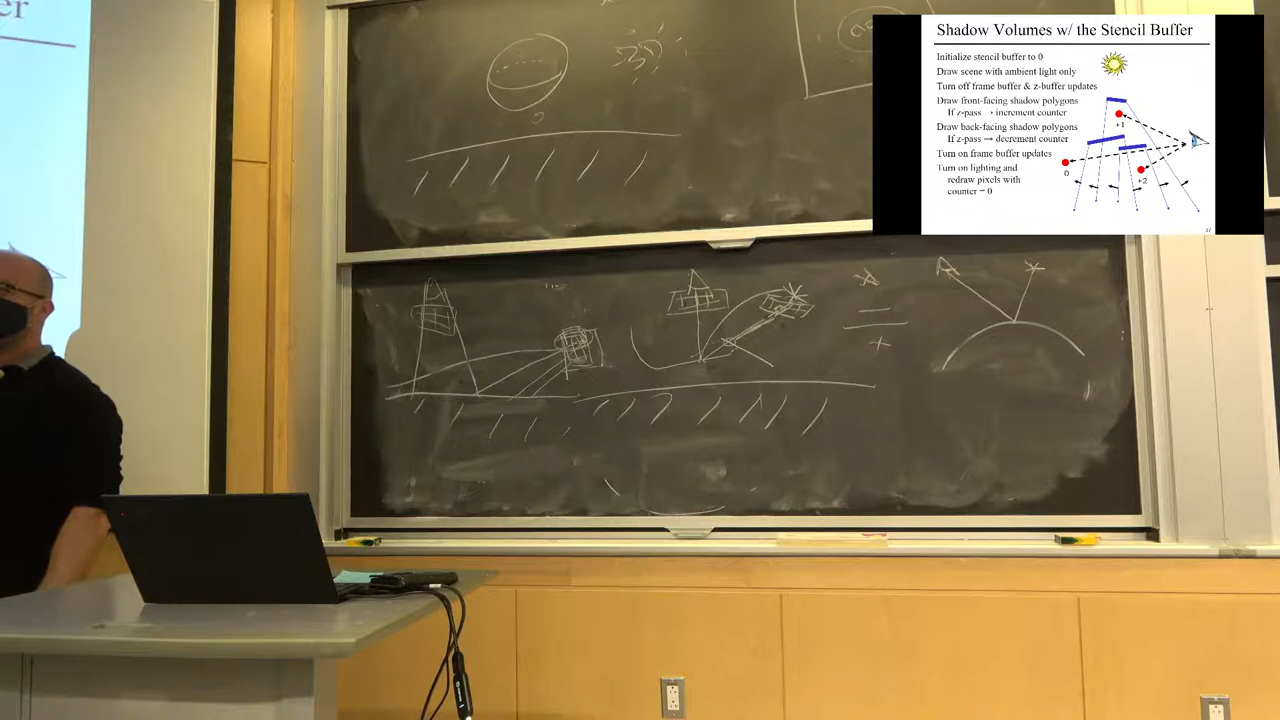 er
Shadow Volumes w/ the Stencil Buffer
Initialize stencil buffer to 0
Draw scene with ambient light only
Turn off frame buffer & z-buffer updates
Draw front-facing shadow polygons
If z-pass → increment counter
Draw back-facing shadow polygons
If z-pass → decrement counter
Turn on frame buffer updates
Turn on lighting and
redraw pixels with
counter = 0
+1
0
+2